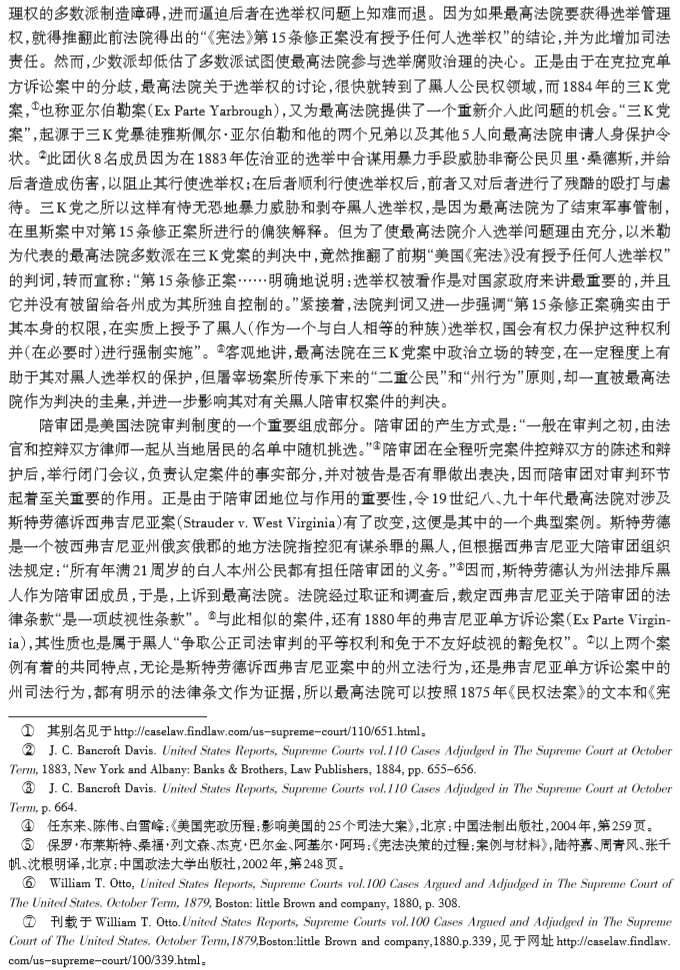 理权的多数派制造障碍，进而逼迫后者在选举权问题上知难而退。因为如果最高法院要获得选举管理
权，就得推翻此前法院得出的“《宪法》第15条修正案没有授予任何人选举权”的结论，并为此增加司法
责任。然而，少数派却低估了多数派试图使最高法院参与选举腐败治理的决心。正是由于在克拉克单
方诉讼案中的分歧，最高法院关于选举权的讨论，很快就转到了黑人公民权领域，而1884年的三K党
案，①也称亚尔伯勒案(Ex Parte Yarbrough)，又为最高法院提供了一个重新介入此问题的机会。“三K党
案”，起源于三K党暴徒雅斯佩尔·亚尔伯勒和他的两个兄弟以及其他5人向最高法院申请人身保护令
状。②此团伙8名成员因为在1883年佐治亚的选举中合谋用暴力手段威胁非裔公民贝里·桑德斯，并给
后者造成伤害，以阻止其行使选举权；在后者顺利行使选举权后，前者又对后者进行了残酷的殴打与虐
待。三K党之所以这样有恃无恐地暴力威胁和剥夺黑人选举权，是因为最高法院为了结束军事管制，
在里斯案中对第15条修正案所进行的偏狭解释。但为了使最高法院介入选举问题理由充分，以米勒
为代表的最高法院多数派在三K党案的判决中，竟然推翻了前期“美国《宪法》没有授予任何人选举权”
的判词，转而宣称：“第15条修正案……明确地说明：选举权被看作是对国家政府来讲最重要的，并且
它并没有被留给各州成为其所独自控制的。”紧接着，法院判词又进一步强调“第15条修正案确实由于
其本身的权限，在实质上授予了黑人(作为一个与白人相等的种族)选举权，国会有权力保护这种权利
并(在必要时)进行强制实施”。③客观地讲，最高法院在三K党案中政治立场的转变，在一定程度上有
助于其对黑人选举权的保护，但屠宰场案所传承下来的“二重公民”和“州行为”原则，却一直被最高法
院作为判决的圭臬，并进一步影响其对有关黑人陪审权案件的判决。
陪审团是美国法院审判制度的一个重要组成部分。陪审团的产生方式是：“一般在审判之初，由法
官和控辩双方律师一起从当地居民的名单中随机挑选。”④陪审团在全程听完案件控辩双方的陈述和辩
护后，举行闭门会议，负责认定案件的事实部分，并对被告是否有罪做出表决，因而陪审团对审判环节
起着至关重要的作用。正是由于陪审团地位与作用的重要性，令19世纪八、九十年代最高法院对涉及
斯特劳德诉西弗吉尼亚案(Strauder v. West Virginia)有了改变，这便是其中的一个典型案例。斯特劳德
是一个被西弗吉尼亚州俄亥俄郡的地方法院指控犯有谋杀罪的黑人，但根据西弗吉尼亚大陪审团组织
法规定：“所有年满21周岁的白人本州公民都有担任陪审团的义务。”⑤因而，斯特劳德认为州法排斥黑
人作为陪审团成员，于是，上诉到最高法院。法院经过取证和调查后，裁定西弗吉尼亚关于陪审团的法
律条款“是一项歧视性条款”。⑥与此相似的案件，还有1880年的弗吉尼亚单方诉讼案(Ex Parte Virgin-
ia)，其性质也是属于黑人“争取公正司法审判的平等权利和免于不友好歧视的豁免权”。⑦以上两个案
例有着的共同特点，无论是斯特劳德诉西弗吉尼亚案中的州立法行为，还是弗吉尼亚单方诉讼案中的
州司法行为，都有明示的法律条文作为证据，所以最高法院可以按照1875年《民权法案》的文本和《宪
① 其别名见于http://caselaw.findlaw.com/us-supreme-court/110/651.html。
② J. C. Bancroft Davis. United States Reports, Supreme Courts vol.110 Cases Adjudged in The Supreme Court at October
Term, 1883, New York and Albany: Banks & Brothers, Law Publishers, 1884, pp. 655-656.
③ J. C. Bancroft Davis. United States Reports, Supreme Courts vol.110 Cases Adjudged in The Supreme Court at October
Term, p. 664.
④ 任东来、陈伟、白雪峰：《美国宪政历程：影响美国的25个司法大案》，北京：中国法制出版社，2004年，第259页。
⑤ 保罗·布莱斯特、桑福·列文森、杰克·巴尔金、阿基尔·阿玛：《宪法决策的过程：案例与材料》，陆符嘉、周青风、张千
帆、沈根明译，北京：中国政法大学出版社，2002年，第248页。
⑥ William T. Otto, United States Reports, Supreme Courts vol.100 Cases Argued and Adjudged in The Supreme Court of
The United States. October Term, 1879, Boston: little Brown and company, 1880, p. 308.
⑦ 刊载于William T. Otto.United States Reports, Supreme Courts vol.100 Cases Argued and Adjudged in The Supreme
Court of The United States. October Term,1879,Boston:little Brown and company,1880.p.339，见于网址http://caselaw.findlaw.
com/us-supreme-court/100/339.html。